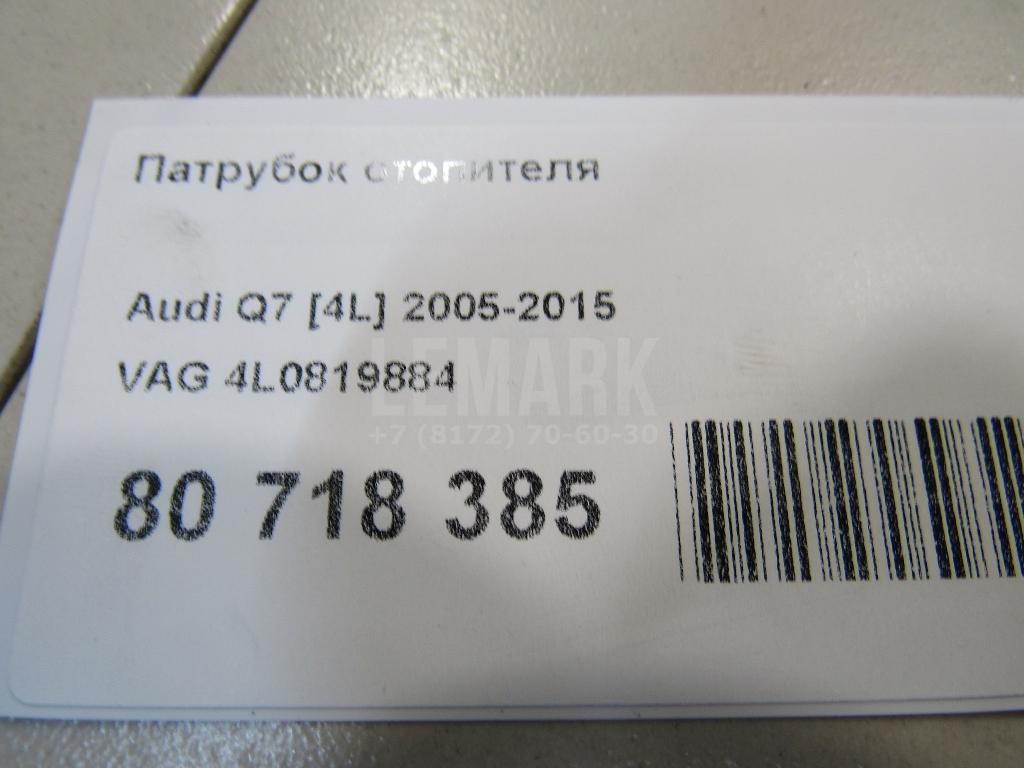 Патрубок отопителя
Audi Q7 [4L] 2005-2015
VAG 4L0819884
LEMARK
+7 (8172) 70-60-30
80 718 385